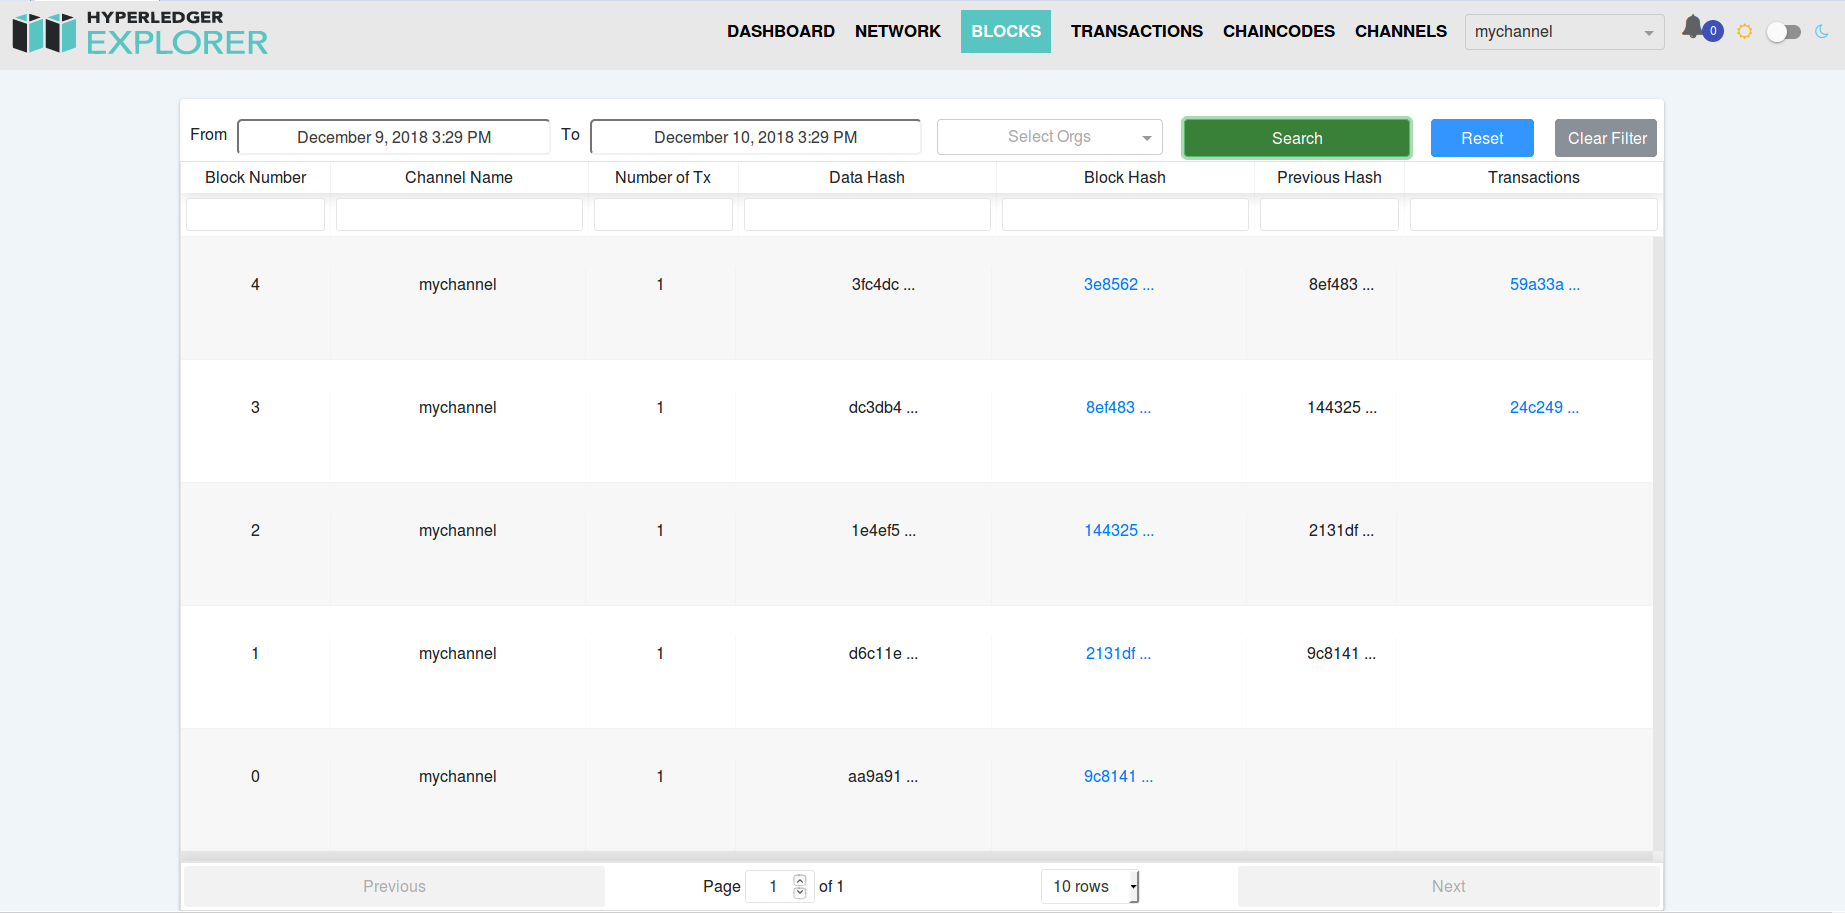 HYPERLEDGER
EXPLORER
DASHBOARD NETWORK BLOCKS TRANSACTIONS CHAINCODES CHANNELS mychannel 0
From December 9, 2018 3:29 PM To December 10, 2018 3:29 PM Select Orgs Search Reset Clear Filter
Block Number Channel Name Number of Tx Data Hash Block Hash Previous Hash Transactions
4 mychannel 1 3fc4dc ... 3e8562 ... 8ef483 ... 59a33a ...
3 mychannel 1 dc3db4 ... 8ef483 ... 144325 ... 24c249 ...
2 mychannel 1 1e4ef5 ... 144325 ... 2131df ...
1 mychannel 1 d6c11e ... 2131df ... 9c8141 ...
0 mychannel 1 aa9a91 ... 9c8141 ...
Previous Page 1 of 1 10 rows Next